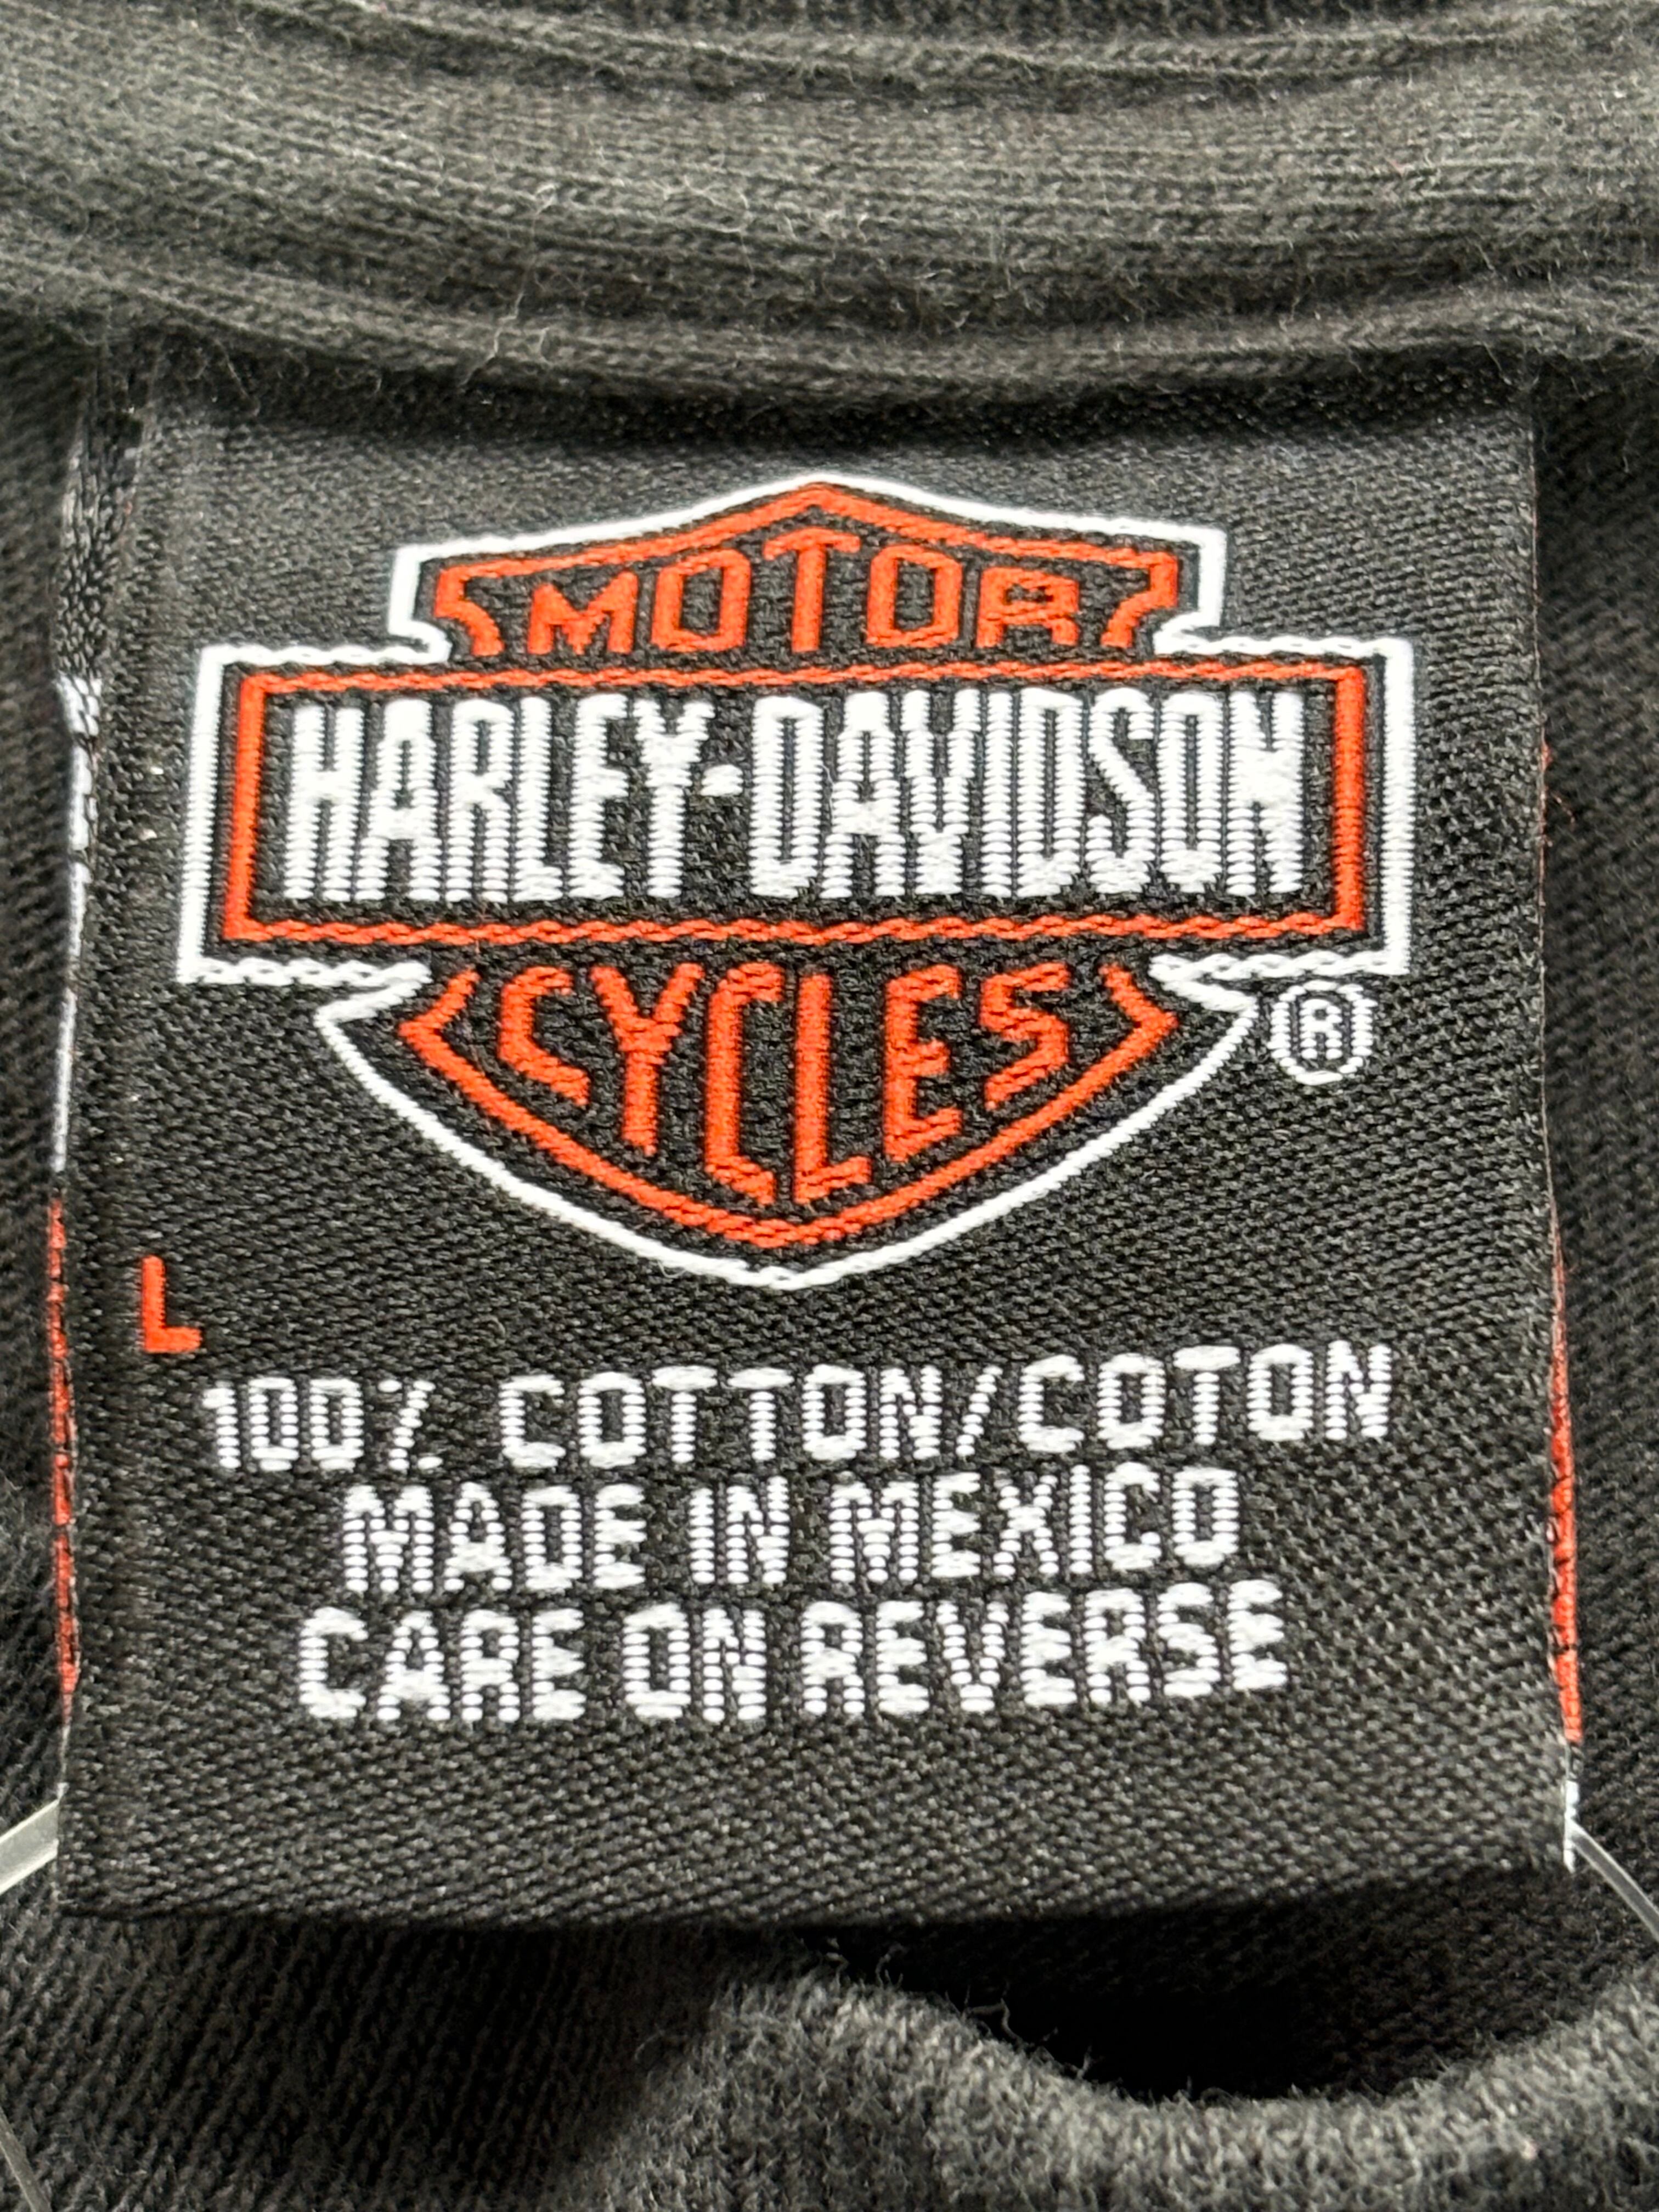 MOTOR
HARLEY-DAVIDSON
CYCLES
®
L
100% COTTON/COTON
MADE IN MEXICO
CARE ON REVERSE